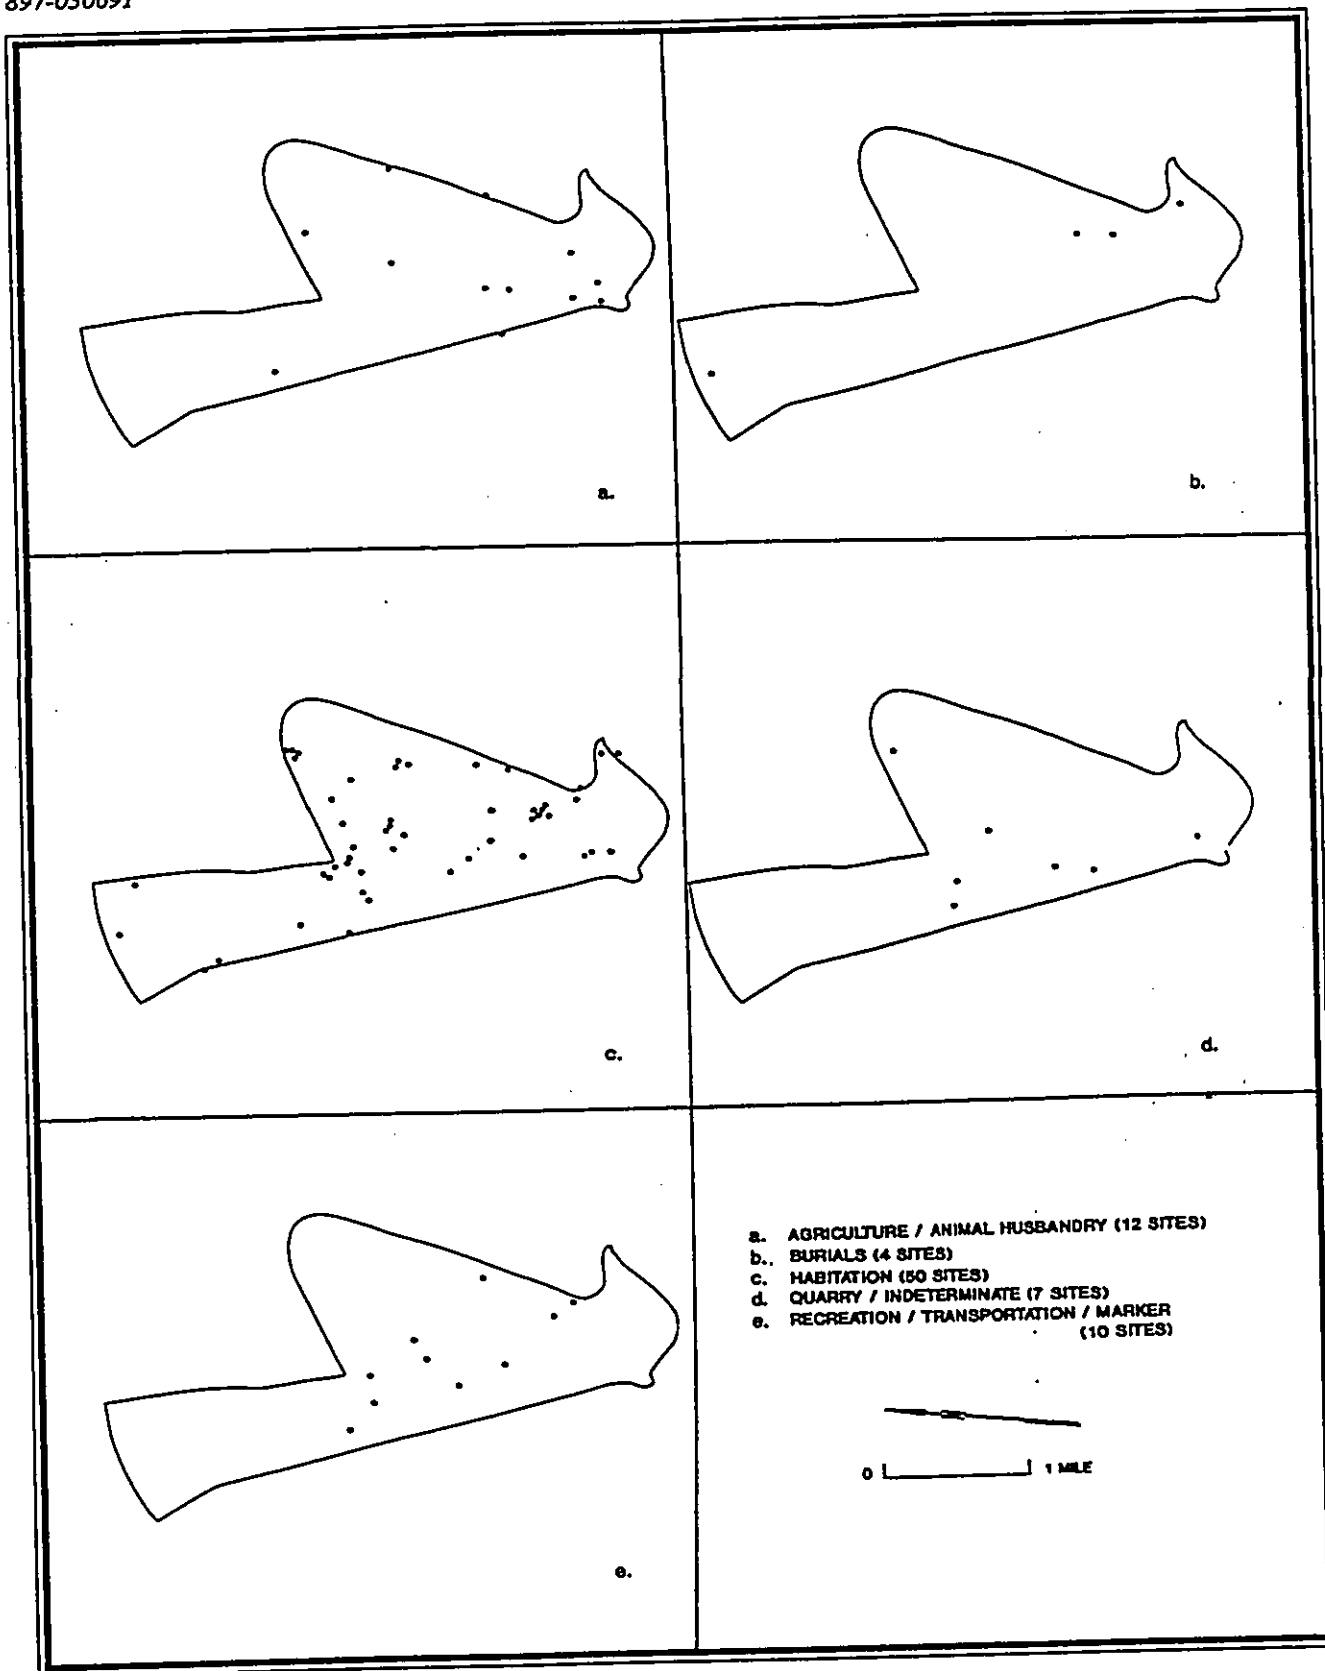 897-030691
a.
b.
c.
d.
e.
a. AGRICULTURE / ANIMAL HUSBANDRY (12 SITES)
b.. BURIALS (4 SITES)
c. HABITATION (50 SITES)
d. QUARRY / INDETERMINATE (7 SITES)
e. RECREATION / TRANSPORTATION / MARKER
(10 SITES)
0 1 MILE